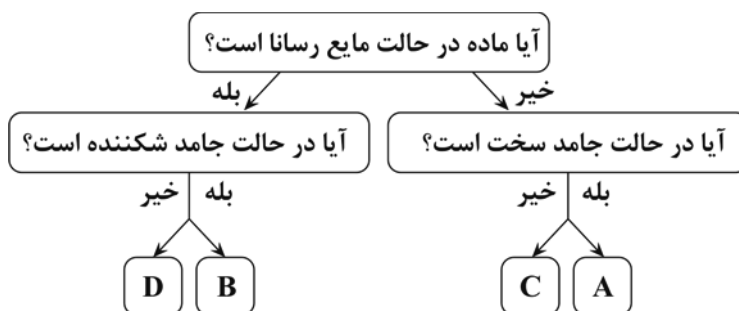 آیا ماده در حالت مایع رسانا است؟
خیر
بله
آیا در حالت جامد سخت است؟
آیا در حالت جامد شکننده است؟
بله
خیر
بله
خیر
A
C
B
D